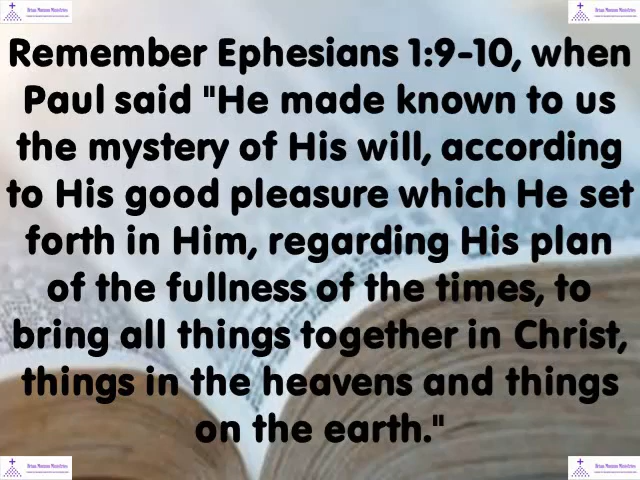 Remember Ephesians 1:9-10, when
Paul said "He made known to us
the mystery of His will, according
to His good pleasure which He set
forth in Him, regarding His plan
of the fullness of the times, to
bring all things together in Christ,
things in the heavens and things
on the earth."